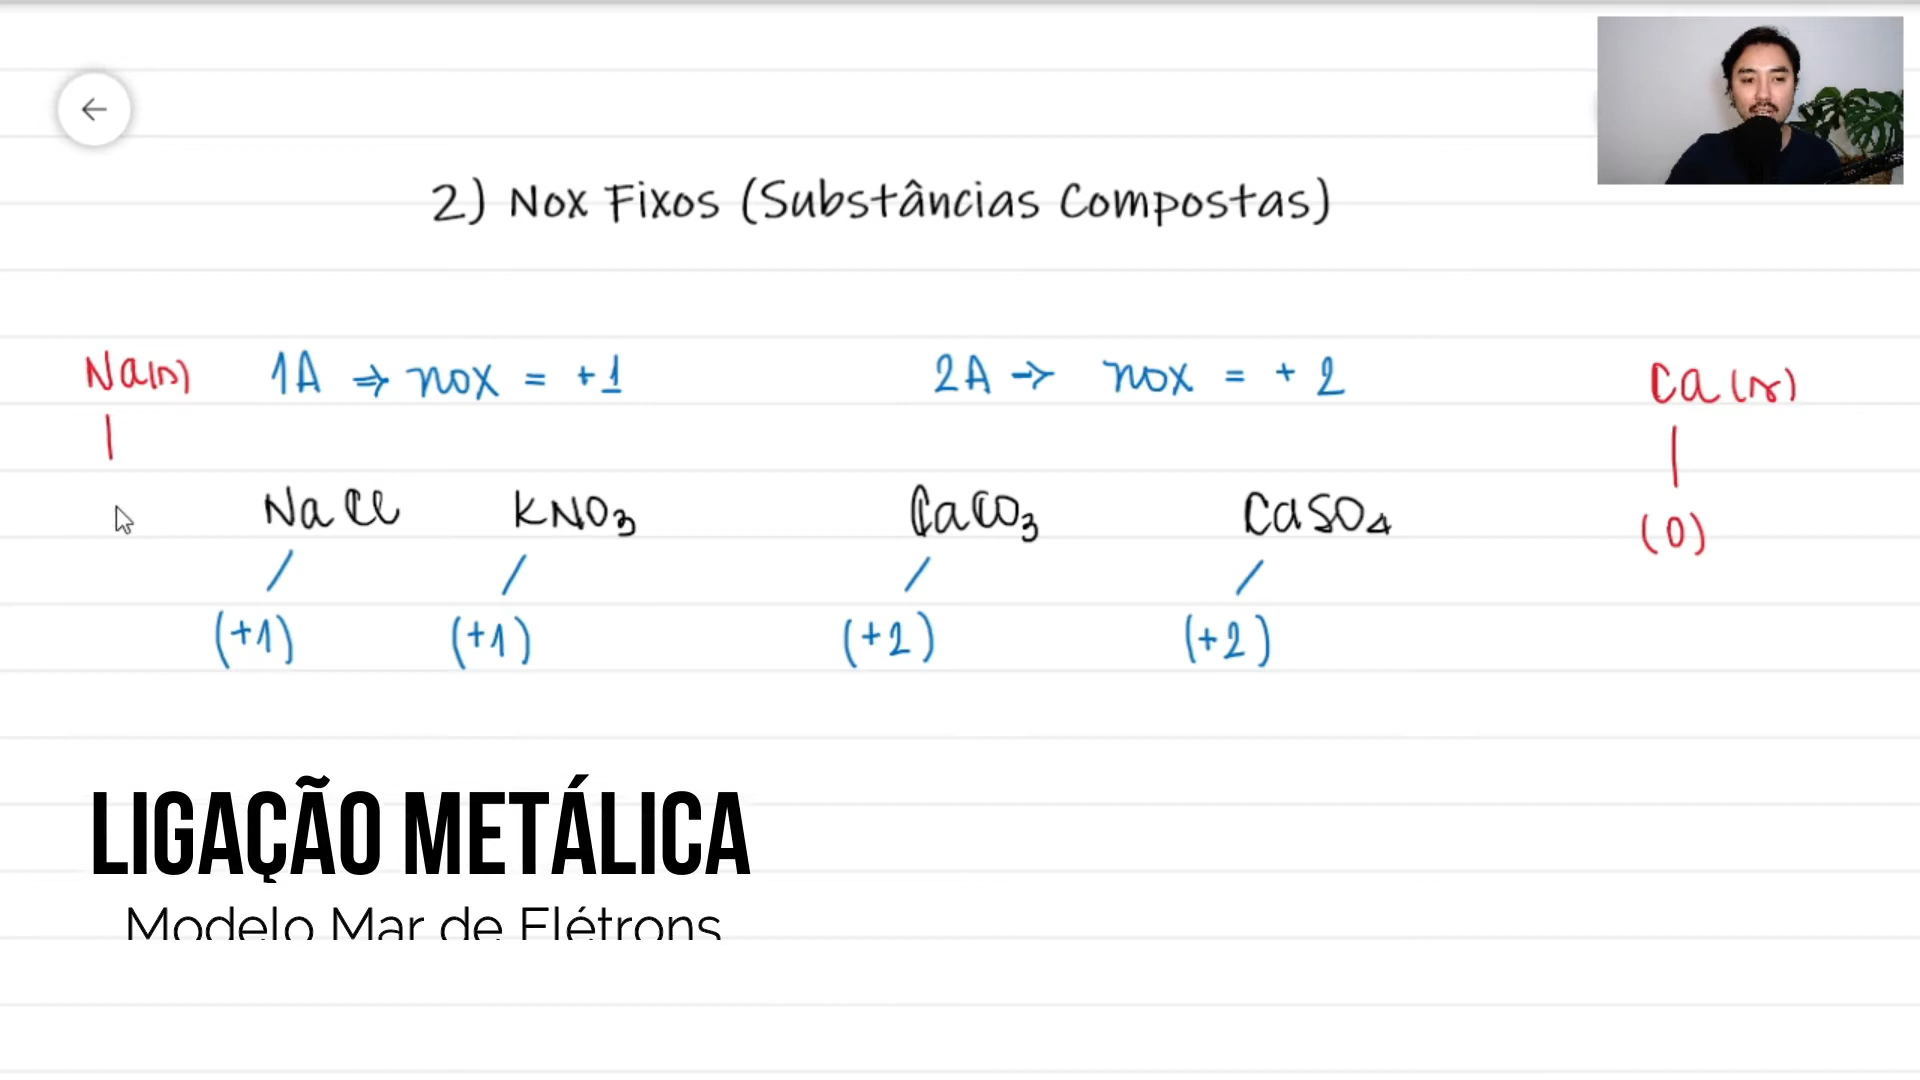 2) Nox Fixos (Substâncias Compostas)
Na(s) 1A ⇒ nox = +1 2A → nox = +2 Ca(s)
NaCl KNO₃ CaCO₃ CaSO₄ (0)
(+1) (+1) (+2) (+2)
LIGAÇÃO METÁLICA
Modelo Mar de Elétrons